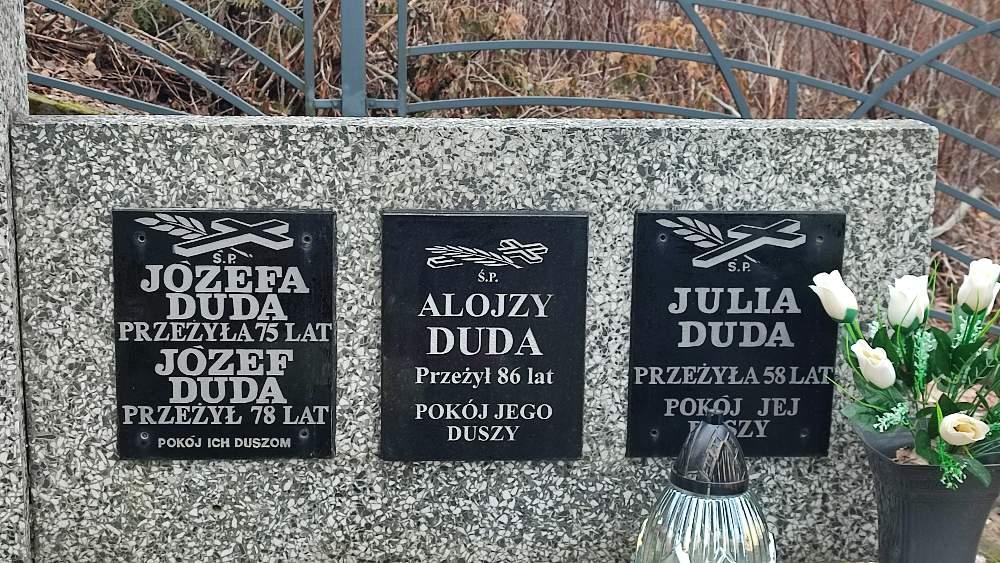 Ś.P.
JÓZEFA
DUDA
PRZEŻYŁA 75 LAT
JÓZEF
DUDA
PRZEŻYŁ 78 LAT
POKÓJ ICH DUSZOM
Ś.P.
ALOJZY
DUDA
Przeżył 86 lat
POKÓJ JEGO
DUSZY
Ś.P.
JULIA
DUDA
PRZEŻYŁA 58 LAT
POKÓJ JEJ
DUSZY